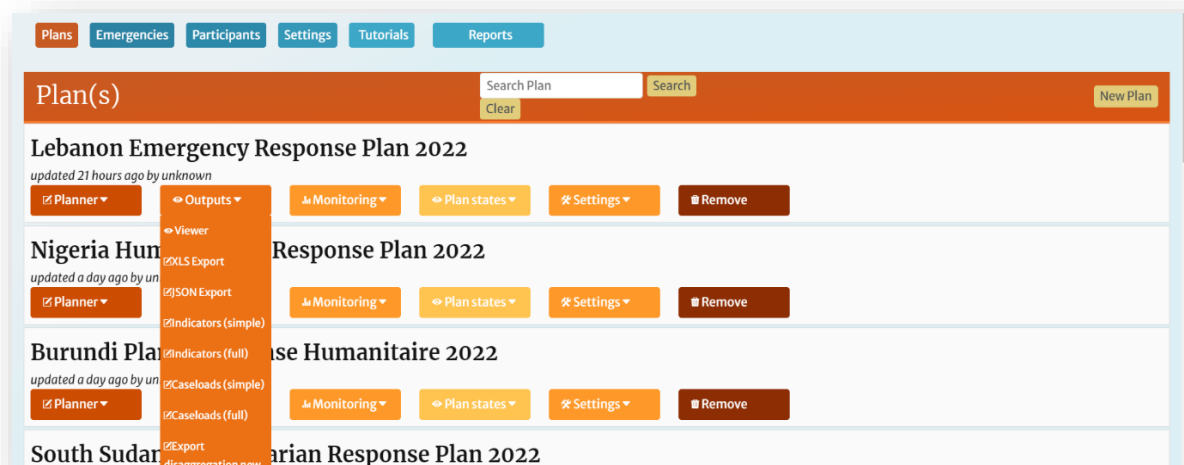 Plans Emergencies Participants Settings Tutorials Reports
Plan(s) Search Plan Search New Plan
Clear
Lebanon Emergency Response Plan 2022
updated 21 hours ago by unknown
Planner Outputs Monitoring Plan states Settings Remove
Viewer
XLS Export
JSON Export
Indicators (simple)
Indicators (full)
Caseloads (simple)
Caseloads (full)
Export
disaggregation new
Nigeria Hum Response Plan 2022
updated a day ago by un
Planner Monitoring Plan states Settings Remove
Burundi Pla nse Humanitaire 2022
updated a day ago by un
Planner Monitoring Plan states Settings Remove
South Sudan arian Response Plan 2022